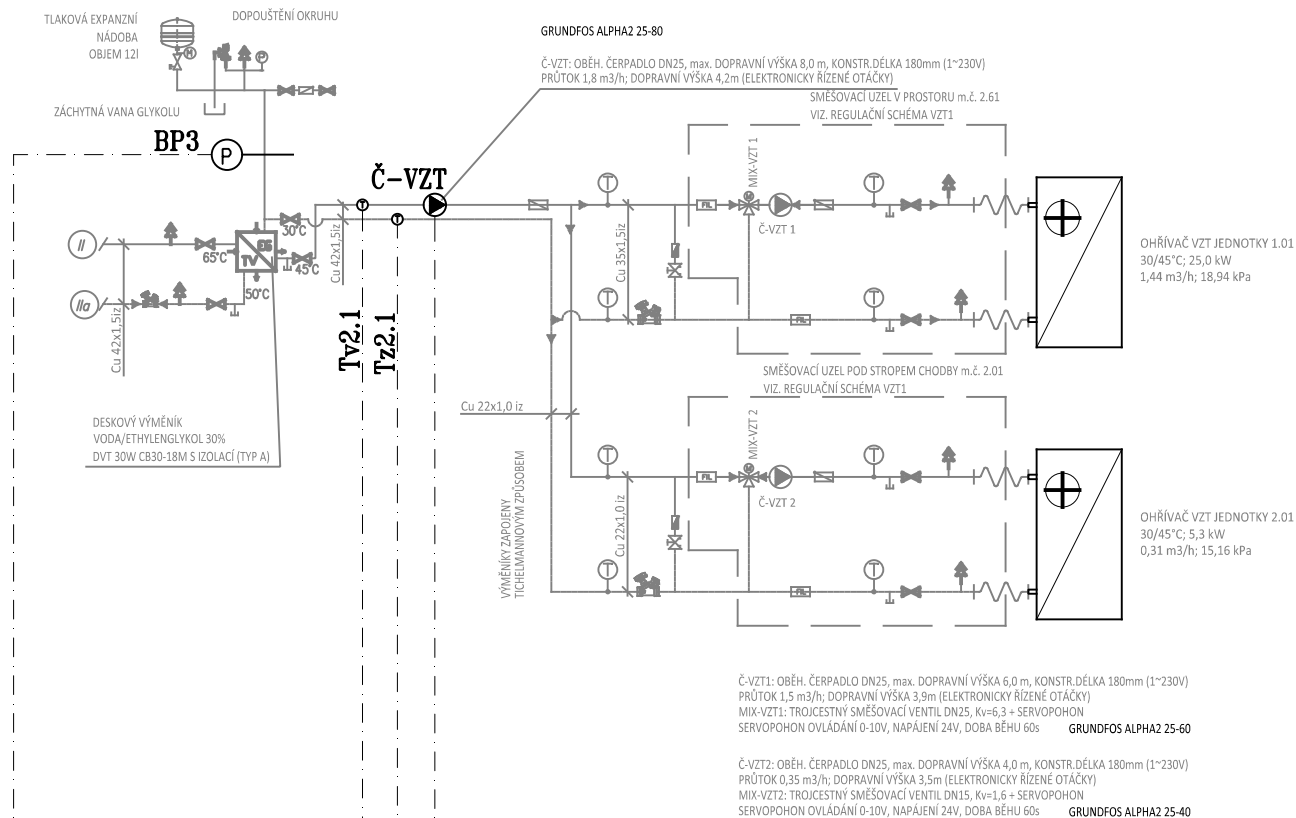 TLAKOVÁ EXPANZNÍ
NÁDOBA
OBJEM 12l
DOPOUŠTĚNÍ OKRUHU
M
P
ZÁCHYTNÁ VANA GLYKOLU
BP3
P
GRUNDFOS ALPHA2 25-80
Č-VZT: OBĚH. ČERPADLO DN25, max. DOPRAVNÍ VÝŠKA 8,0 m, KONSTR.DÉLKA 180mm (1~230V)
PRŮTOK 1,8 m3/h; DOPRAVNÍ VÝŠKA 4,2m (ELEKTRONICKY ŘÍZENÉ OTÁČKY)
SMĚŠOVACÍ UZEL V PROSTORU m.č. 2.61
VIZ. REGULAČNÍ SCHÉMA VZT1
Č-VZT
T
T
T
FIL
MIX-VZT 1
M
Č-VZT 1
T
II
65°C
TV
ES
30°C
45°C
50°C
Cu 42x1,5iz
IIa
Cu 42x1,5iz
Cu 35x1,5iz
T
FIL
T
OHŘÍVAČ VZT JEDNOTKY 1.01
30/45°C; 25,0 kW
1,44 m3/h; 18,94 kPa
Tv2.1
Tz2.1
SMĚŠOVACÍ UZEL POD STROPEM CHODBY m.č. 2.01
VIZ. REGULAČNÍ SCHÉMA VZT1
Cu 22x1,0 iz
DESKOVÝ VÝMĚNÍK
VODA/ETHYLENGLYKOL 30%
DVT 30W CB30-18M S IZOLACÍ (TYP A)
T
FIL
MIX-VZT 2
M
Č-VZT 2
T
Cu 22x1,0 iz
VÝMĚNÍKY ZAPOJENY
TICHELMANNOVÝM ZPŮSOBEM
T
FIL
T
OHŘÍVAČ VZT JEDNOTKY 2.01
30/45°C; 5,3 kW
0,31 m3/h; 15,16 kPa
Č-VZT1: OBĚH. ČERPADLO DN25, max. DOPRAVNÍ VÝŠKA 6,0 m, KONSTR.DÉLKA 180mm (1~230V)
PRŮTOK 1,5 m3/h; DOPRAVNÍ VÝŠKA 3,9m (ELEKTRONICKY ŘÍZENÉ OTÁČKY)
MIX-VZT1: TROJCESTNÝ SMĚŠOVACÍ VENTIL DN25, Kv=6,3 + SERVOPOHON
SERVOPOHON OVLÁDÁNÍ 0-10V, NAPÁJENÍ 24V, DOBA BĚHU 60s GRUNDFOS ALPHA2 25-60
Č-VZT2: OBĚH. ČERPADLO DN25, max. DOPRAVNÍ VÝŠKA 4,0 m, KONSTR.DÉLKA 180mm (1~230V)
PRŮTOK 0,35 m3/h; DOPRAVNÍ VÝŠKA 3,5m (ELEKTRONICKY ŘÍZENÉ OTÁČKY)
MIX-VZT2: TROJCESTNÝ SMĚŠOVACÍ VENTIL DN15, Kv=1,6 + SERVOPOHON
SERVOPOHON OVLÁDÁNÍ 0-10V, NAPÁJENÍ 24V, DOBA BĚHU 60s GRUNDFOS ALPHA2 25-40